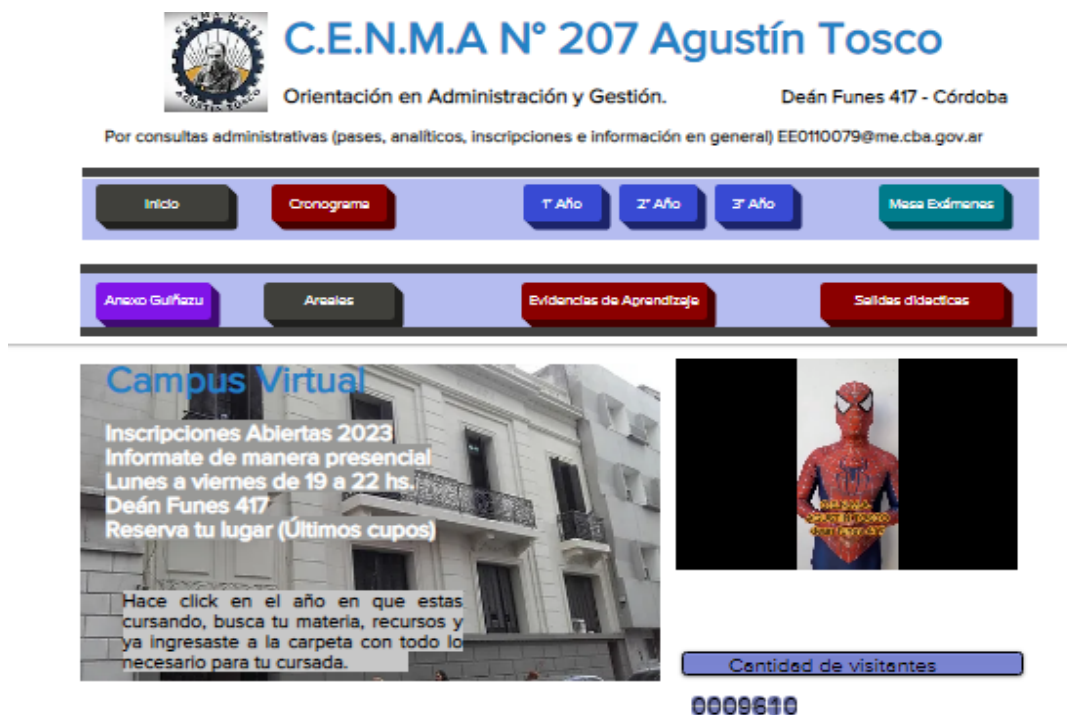 CENMA N° 207
AGUSTIN TOSCO
C.E.N.M.A N° 207 Agustín Tosco
Orientación en Administración y Gestión.
Deán Funes 417 - Córdoba
Por consultas administrativas (pases, analíticos, inscripciones e información en general) EE0110079@me.cba.gov.ar
Inicio
Cronograma
1° Año
2° Año
3° Año
Mesa Exámenes
Anexo Guiñazu
Areales
Evidencias de Aprendizaje
Salidas didacticas
Campus Virtual
Inscripciones Abiertas 2023
Informate de manera presencial
Lunes a viernes de 19 a 22 hs.
Deán Funes 417
Reserva tu lugar (Últimos cupos)
Hace click en el año en que estas
cursando, busca tu materia, recursos y
ya ingresaste a la carpeta con todo lo
necesario para tu cursada.
Cantidad de visitantes
0009610